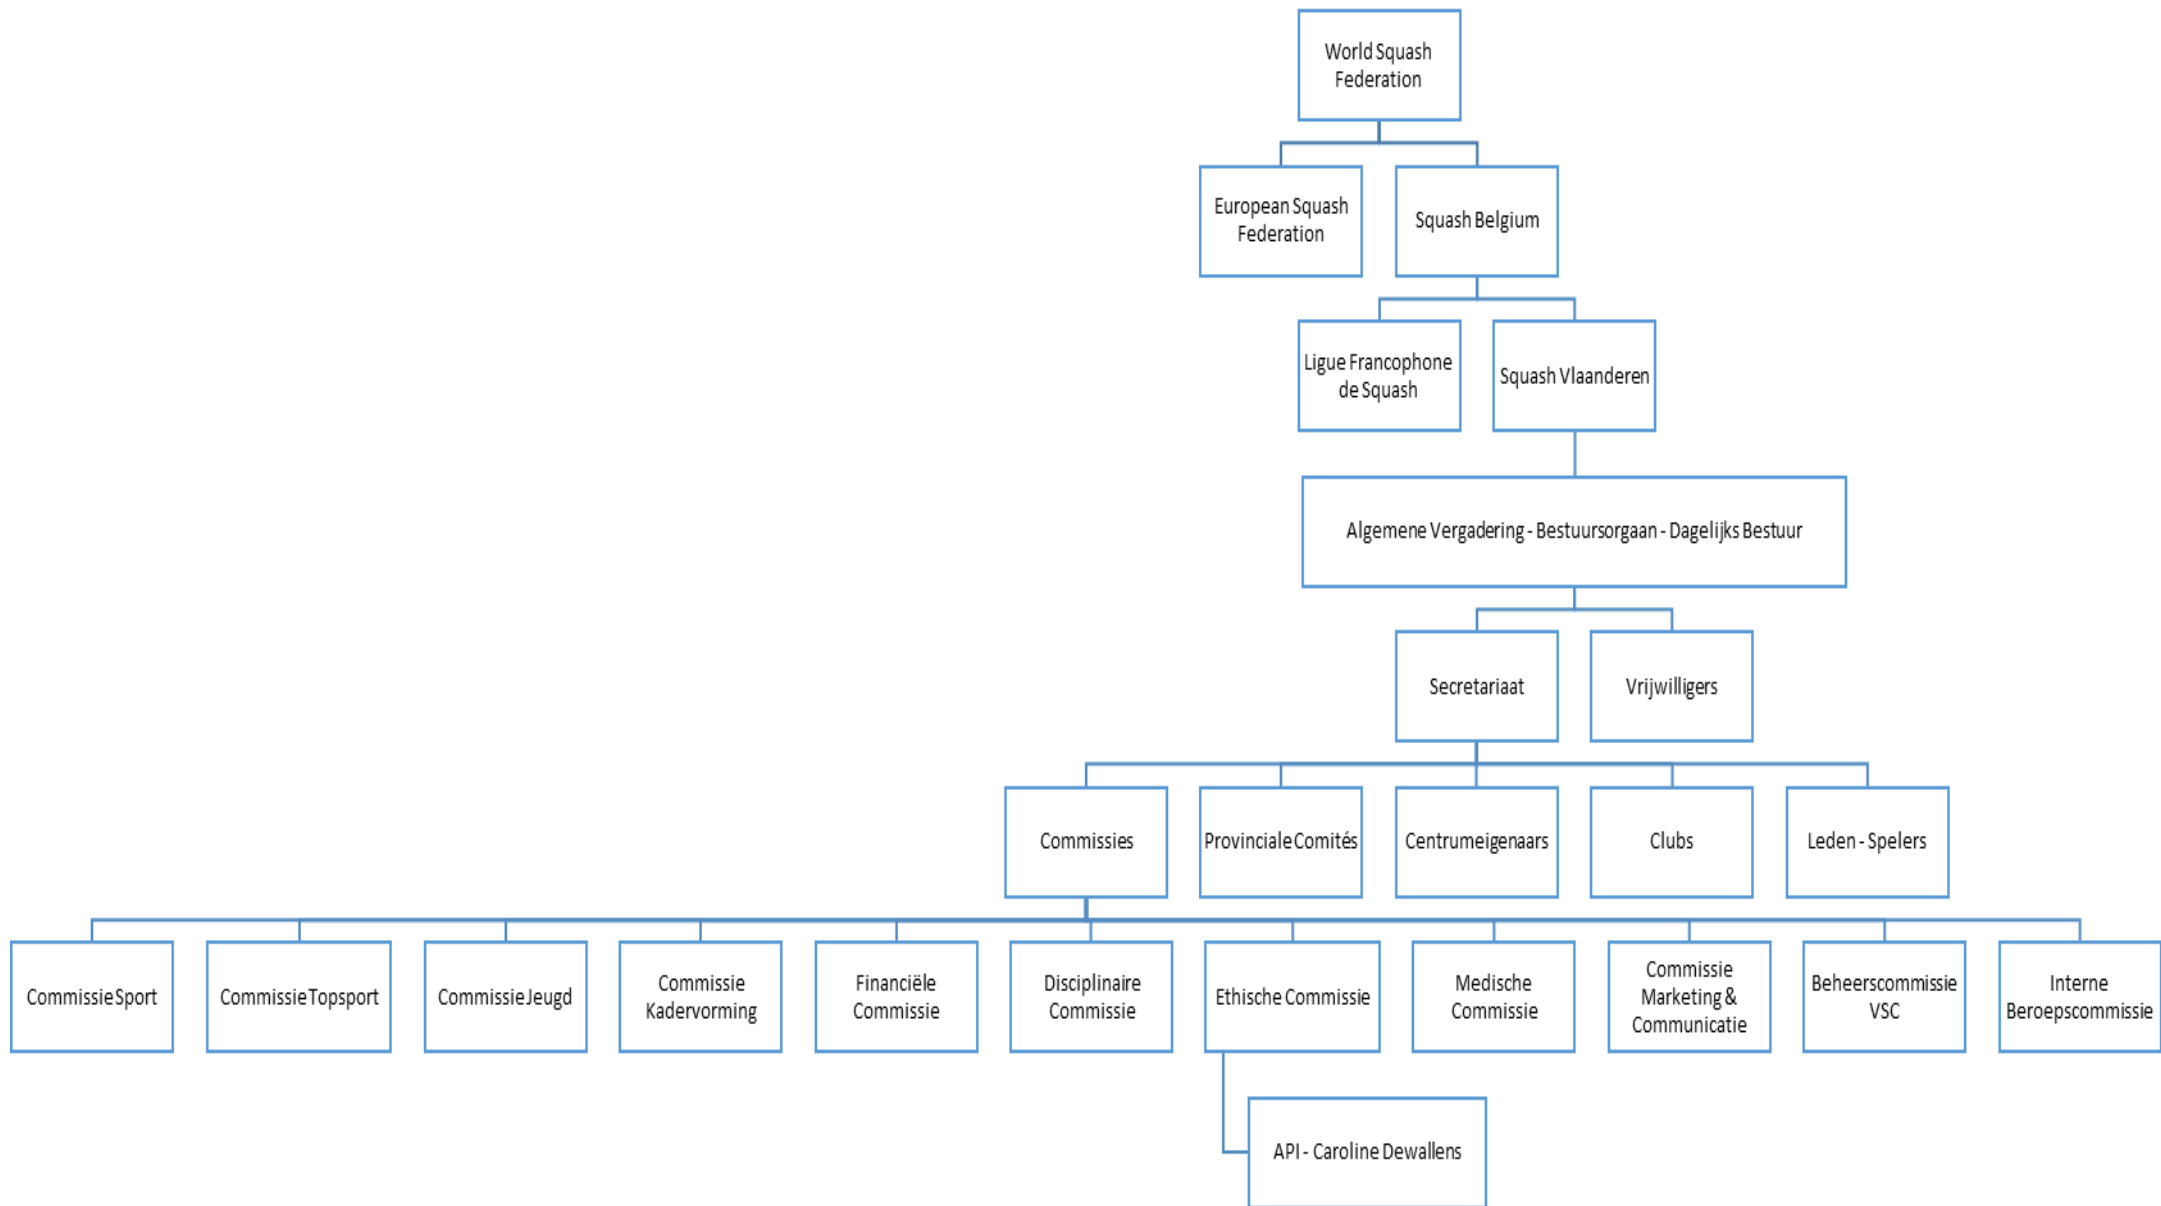 World Squash
Federation
European Squash
Federation
Squash Belgium
Ligue Francophone
de Squash
Squash Vlaanderen
Algemene Vergadering - Bestuursorgaan - Dagelijks Bestuur
Secretariaat
Vrijwilligers
Commissies
Provinciale Comités
Centrumeigenaars
Clubs
Leden - Spelers
Commissie Sport
Commissie Topsport
Commissie Jeugd
Commissie
Kadervorming
Financiële
Commissie
Disciplinaire
Commissie
Ethische Commissie
Medische
Commissie
Commissie
Marketing &
Communicatie
Beheerscommissie
VSC
Interne
Beroepscommissie
API - Caroline Dewallens